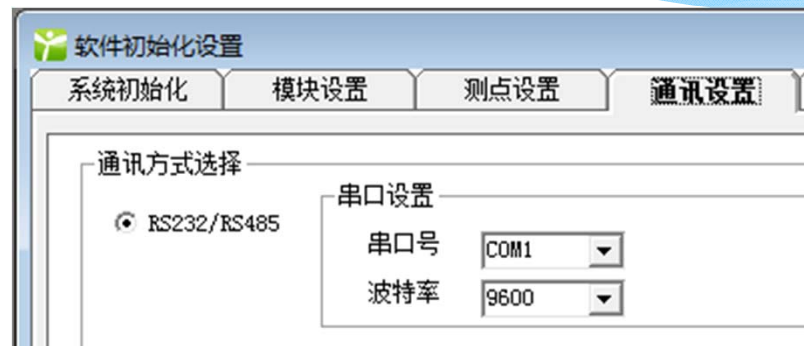 软件初始化设置
系统初始化 模块设置 测点设置 通讯设置
通讯方式选择
RS232/RS485
串口设置
串口号 COM1
波特率 9600